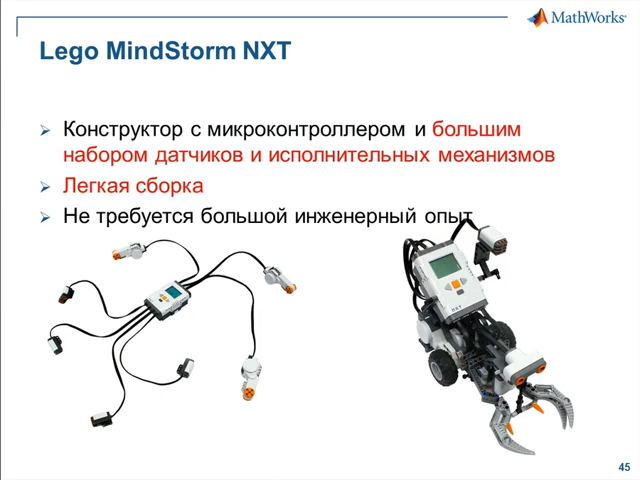 MathWorks®
Lego MindStorm NXT
Конструктор с микроконтроллером и большим
набором датчиков и исполнительных механизмов
Легкая сборка
Не требуется большой инженерный опыт
NXT
45